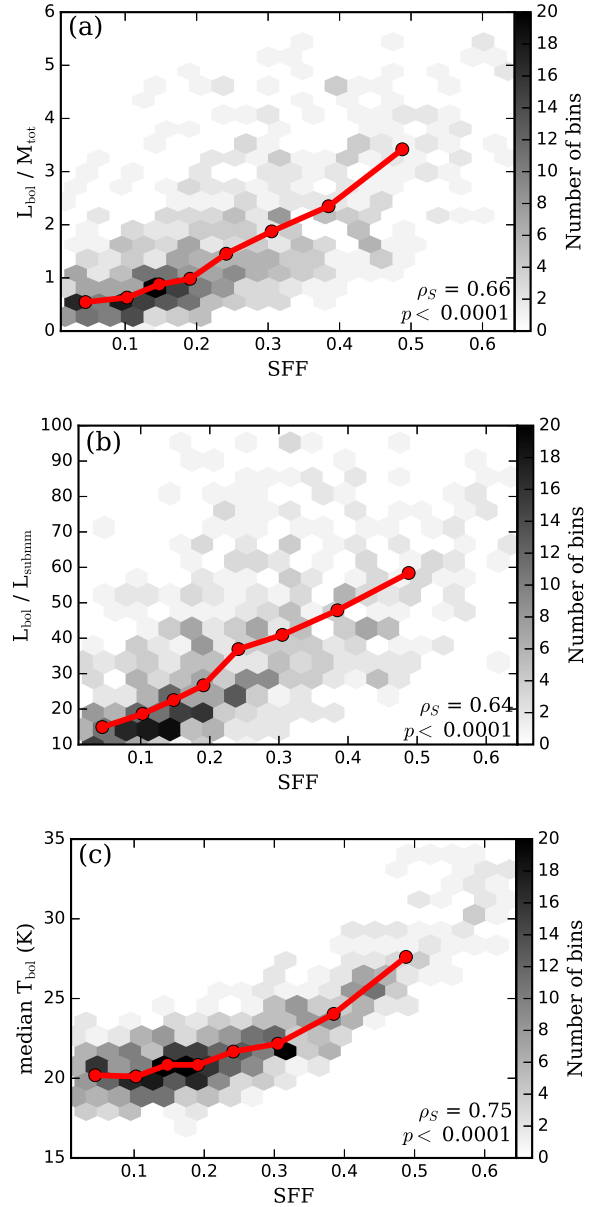 (a)
L_bol / M_tot
6
5
4
3
2
1
0
0.1 0.2 0.3 0.4 0.5 0.6
SFF
ρ_S = 0.66
p < 0.0001
20
18
16
14
12
10
8
6
4
2
0
Number of bins
(b)
L_bol / L_submm
100
90
80
70
60
50
40
30
20
10
0.1 0.2 0.3 0.4 0.5 0.6
SFF
ρ_S = 0.64
p < 0.0001
20
18
16
14
12
10
8
6
4
2
0
Number of bins
(c)
median T_bol (K)
35
30
25
20
15
0.1 0.2 0.3 0.4 0.5 0.6
SFF
ρ_S = 0.75
p < 0.0001
20
18
16
14
12
10
8
6
4
2
0
Number of bins